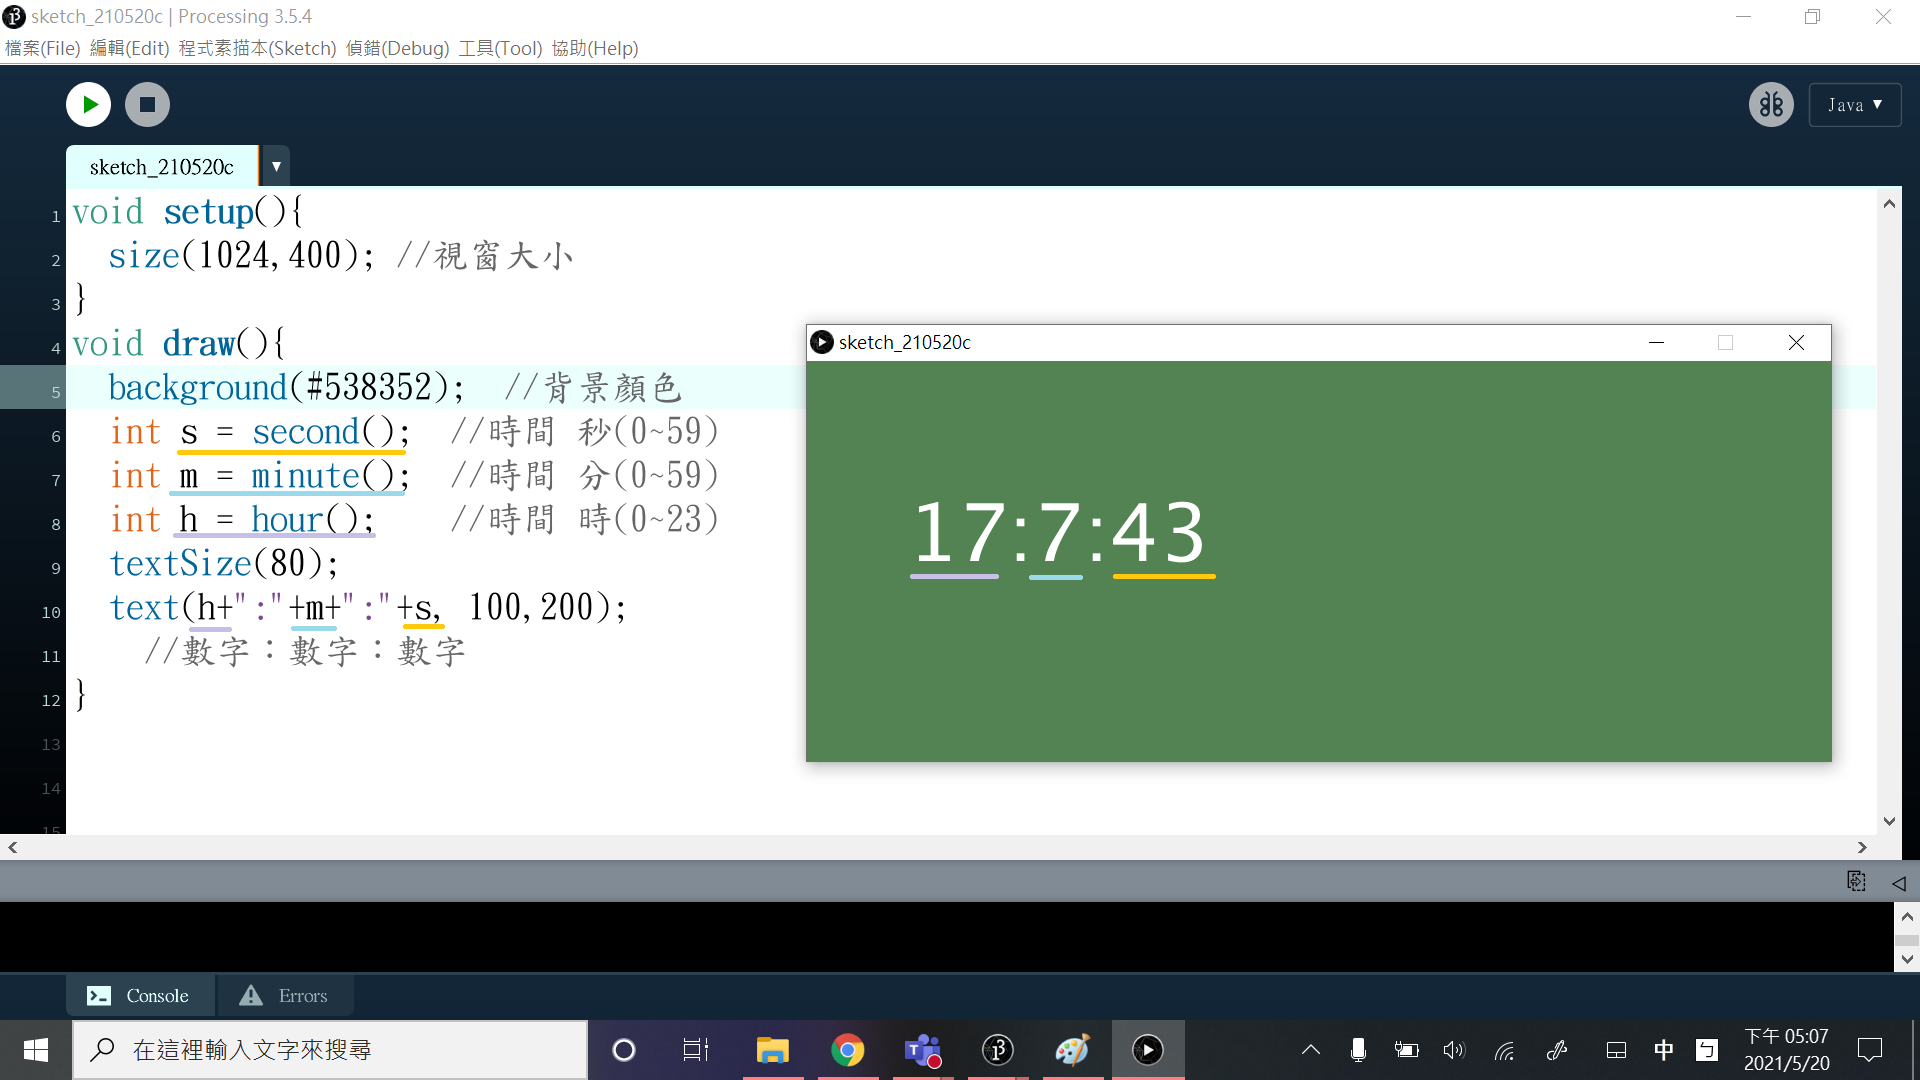 sketch_210520c | Processing 3.5.4
檔案(File) 編輯(Edit) 程式素描本(Sketch) 偵錯(Debug) 工具(Tool) 協助(Help)
Java ▼
sketch_210520c ▼
1 void setup(){
2 size(1024,400); //視窗大小
3 }
4 void draw(){
5 background(#538352); //背景顏色
6 int s = second(); //時間 秒(0~59)
7 int m = minute(); //時間 分(0~59)
8 int h = hour(); //時間 時(0~23)
9 textSize(80);
10 text(h+":"+m+":"+s, 100,200);
11 //數字：數字：數字
12 }
13
14
15
sketch_210520c
17:7:43
Console
Errors
在這裡輸入文字來搜尋
中
ㄅ
下午 05:07
2021/5/20